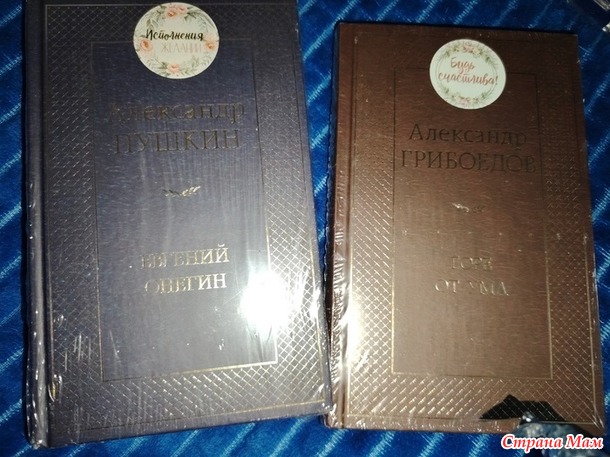 Исполнения
ЖЕЛАНИЙ
Александр
ПУШКИН
ЕВГЕНИЙ
ОНЕГИН
Будь
счастлива!
Александр
ГРИБОЕДОВ
ГОРЕ
ОТ УМА
Страна Мам